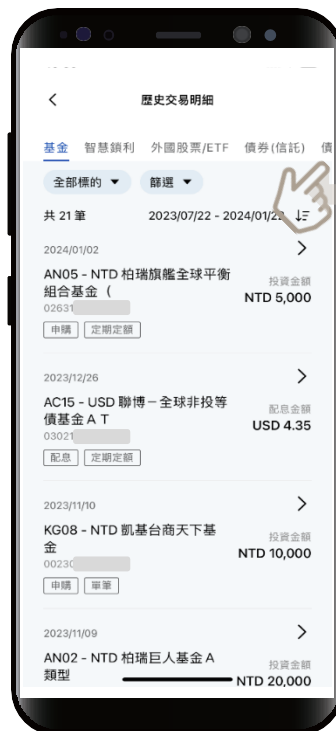 歷史交易明細
基金 智慧鎖利 外國股票/ETF 債券(信託) 債
全部標的 ▼ 篩選 ▼
共 21 筆 2023/07/22 - 2024/01/22
2024/01/02
AN05 - NTD 柏瑞旗艦全球平衡
組合基金（
投資金額
NTD 5,000
02631
申購 定期定額
2023/12/26
AC15 - USD 聯博－全球非投等
債基金ＡＴ
配息金額
USD 4.35
03021
配息 定期定額
2023/11/10
KG08 - NTD 凱基台商天下基
金
投資金額
NTD 10,000
00230
申購 單筆
2023/11/09
AN02 - NTD 柏瑞巨人基金Ａ
類型
投資金額
NTD 20,000